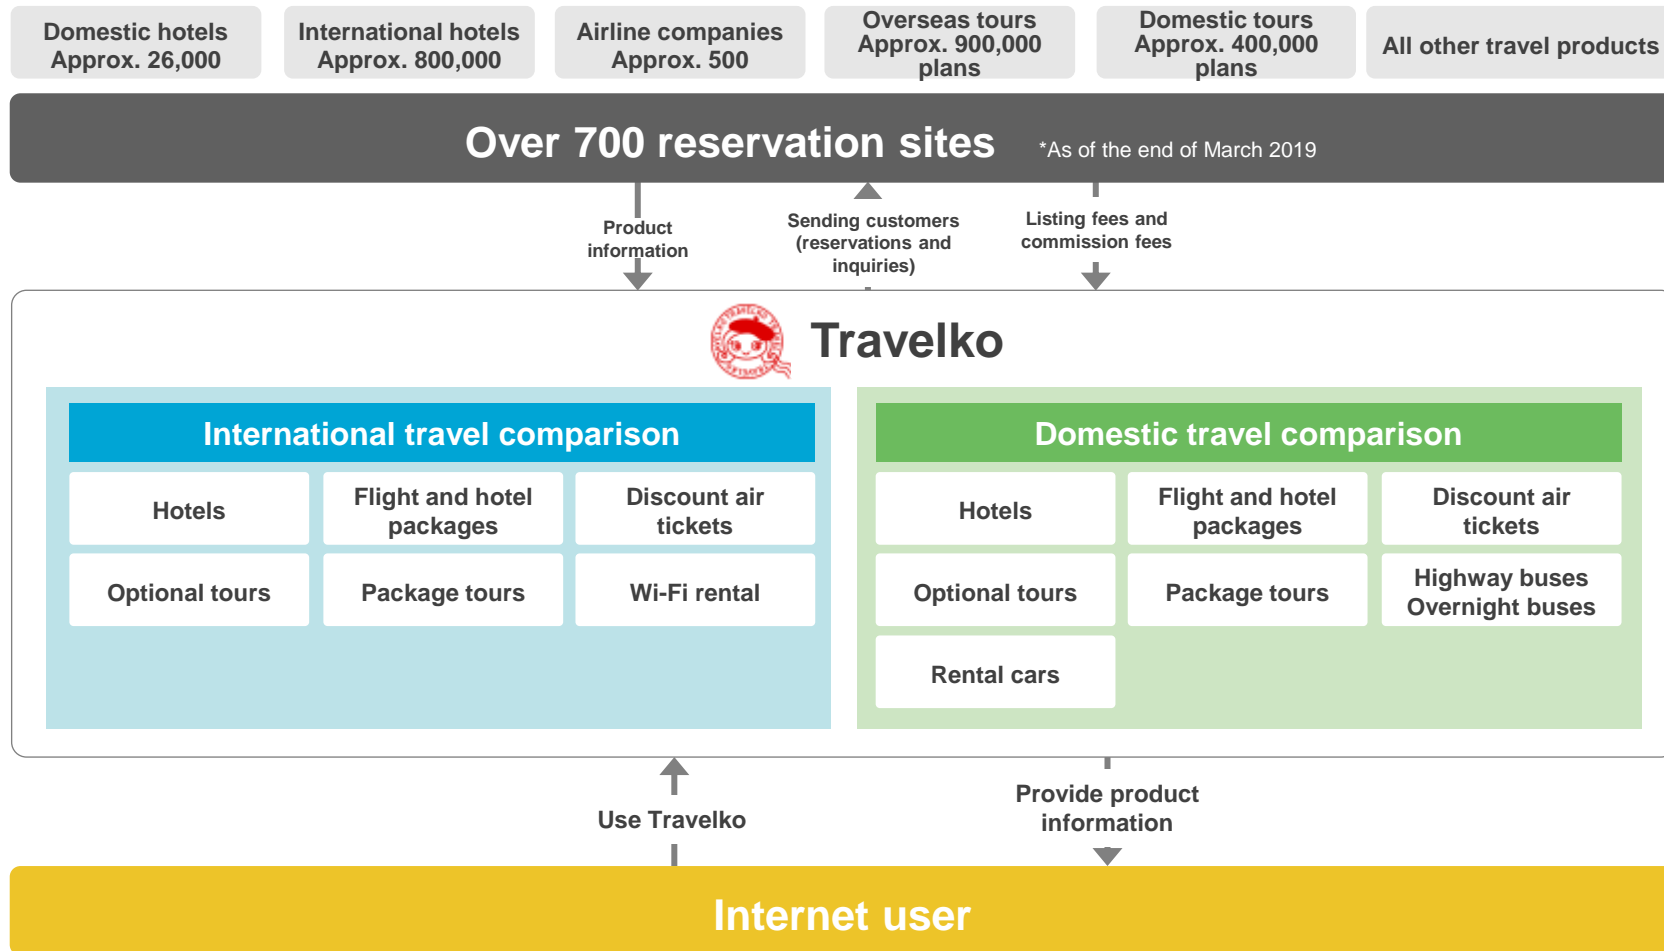 Domestic hotels
Approx. 26,000
International hotels
Approx. 800,000
Airline companies
Approx. 500
Overseas tours
Approx. 900,000
plans
Domestic tours
Approx. 400,000
plans
All other travel products
Over 700 reservation sites
*As of the end of March 2019
Product
information
Sending customers
(reservations and
inquiries)
Listing fees and
commission fees
Travelko
International travel comparison
Hotels
Flight and hotel
packages
Discount air
tickets
Optional tours
Package tours
Wi-Fi rental
Domestic travel comparison
Hotels
Flight and hotel
packages
Discount air
tickets
Optional tours
Package tours
Highway buses
Overnight buses
Rental cars
Use Travelko
Provide product
information
Internet user